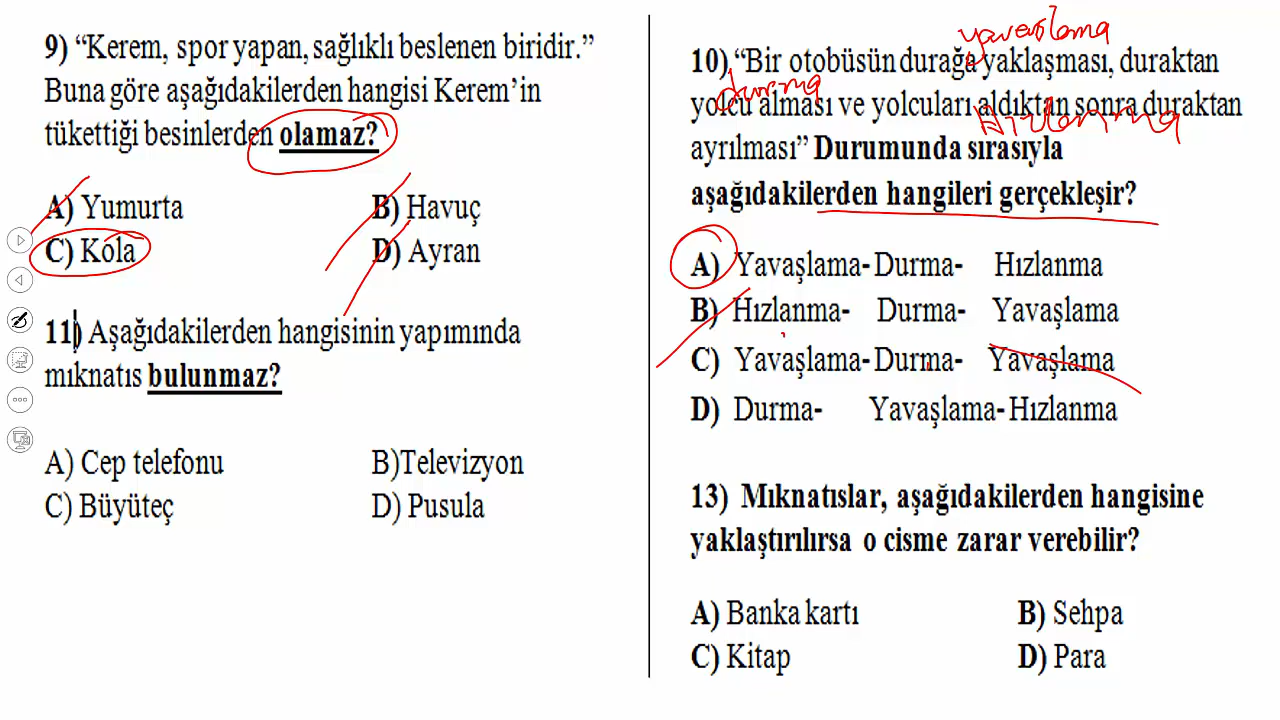 9) “Kerem, spor yapan, sağlıklı beslenen biridir.”
Buna göre aşağıdakilerden hangisi Kerem’in
tükettiği besinlerden olamaz?
A) Yumurta B) Havuç
C) Kola D) Ayran
11) Aşağıdakilerden hangisinin yapımında
mıknatıs bulunmaz?
A) Cep telefonu B)Televizyon
C) Büyüteç D) Pusula
yavaşlama
10) “Bir otobüsün durağa yaklaşması, duraktan
durma
yolcu alması ve yolcuları aldıktan sonra duraktan
Hızlanma
ayrılması” Durumunda sırasıyla
aşağıdakilerden hangileri gerçekleşir?
A) Yavaşlama- Durma- Hızlanma
B) Hızlanma- Durma- Yavaşlama
C) Yavaşlama- Durma- Yavaşlama
D) Durma- Yavaşlama- Hızlanma
13) Mıknatıslar, aşağıdakilerden hangisine
yaklaştırılırsa o cisme zarar verebilir?
A) Banka kartı B) Sehpa
C) Kitap D) Para